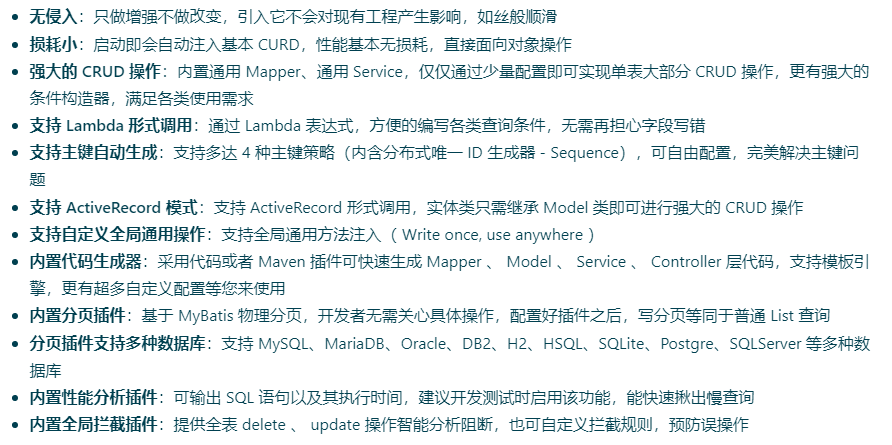 无侵入：只做增强不做改变，引入它不会对现有工程产生影响，如丝般顺滑
损耗小：启动即会自动注入基本 CURD，性能基本无损耗，直接面向对象操作
强大的 CRUD 操作：内置通用 Mapper、通用 Service，仅仅通过少量配置即可实现单表大部分 CRUD 操作，更有强大的
条件构造器，满足各类使用需求
支持 Lambda 形式调用：通过 Lambda 表达式，方便的编写各类查询条件，无需再担心字段写错
支持主键自动生成：支持多达 4 种主键策略（内含分布式唯一 ID 生成器 - Sequence），可自由配置，完美解决主键问
题
支持 ActiveRecord 模式：支持 ActiveRecord 形式调用，实体类只需继承 Model 类即可进行强大的 CRUD 操作
支持自定义全局通用操作：支持全局通用方法注入（ Write once, use anywhere ）
内置代码生成器：采用代码或者 Maven 插件可快速生成 Mapper 、 Model 、 Service 、 Controller 层代码，支持模板引
擎，更有超多自定义配置等您来使用
内置分页插件：基于 MyBatis 物理分页，开发者无需关心具体操作，配置好插件之后，写分页等同于普通 List 查询
分页插件支持多种数据库：支持 MySQL、MariaDB、Oracle、DB2、H2、HSQL、SQLite、Postgre、SQLServer 等多种数
据库
内置性能分析插件：可输出 SQL 语句以及其执行时间，建议开发测试时启用该功能，能快速揪出慢查询
内置全局拦截插件：提供全表 delete 、 update 操作智能分析阻断，也可自定义拦截规则，预防误操作